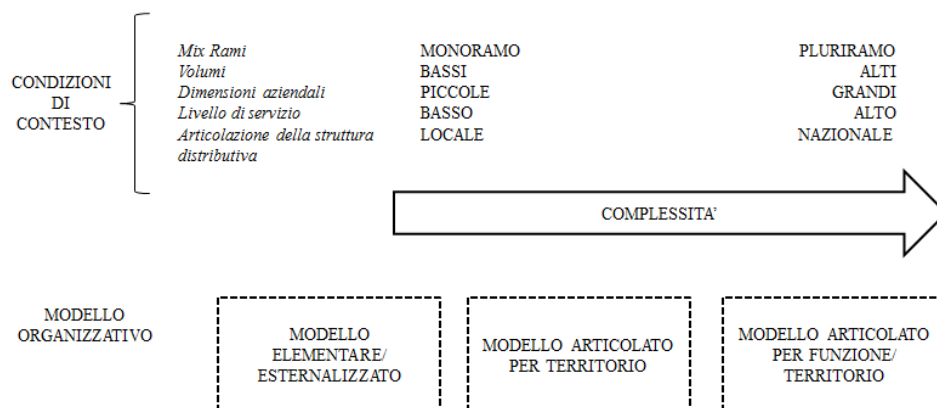 CONDIZIONI
DI
CONTESTO
Mix Rami MONORAMO PLURIRAMO
Volumi BASSI ALTI
Dimensioni aziendali PICCOLE GRANDI
Livello di servizio BASSO ALTO
Articolazione della struttura LOCALE NAZIONALE
distributiva
COMPLESSITA’
MODELLO
ORGANIZZATIVO
MODELLO
ELEMENTARE/
ESTERNALIZZATO
MODELLO ARTICOLATO
PER TERRITORIO
MODELLO ARTICOLATO
PER FUNZIONE/
TERRITORIO